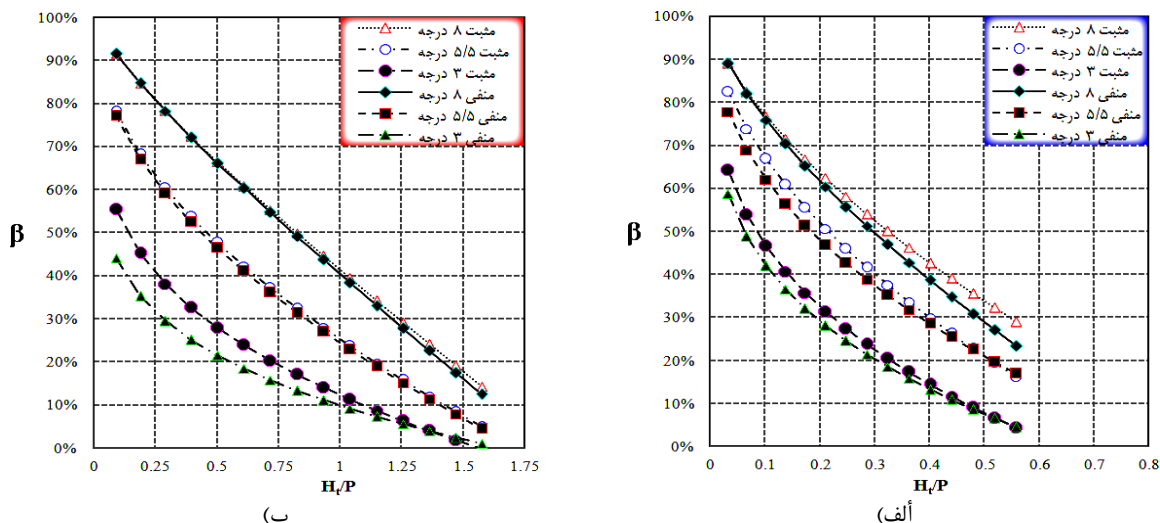 100%
90%
80%
70%
60%
50%
40%
30%
20%
10%
0%
β
0 0.25 0.5 0.75 1 1.25 1.5 1.75
Hₜ/P
مثبت ۸ درجه
مثبت ۵/۵ درجه
مثبت ۳ درجه
منفی ۸ درجه
منفی ۵/۵ درجه
منفی ۳ درجه
ب)
100%
90%
80%
70%
60%
50%
40%
30%
20%
10%
0%
β
0 0.1 0.2 0.3 0.4 0.5 0.6 0.7 0.8
Hₜ/P
مثبت ۸ درجه
مثبت ۵/۵ درجه
مثبت ۳ درجه
منفی ۸ درجه
منفی ۵/۵ درجه
منفی ۳ درجه
ألف)